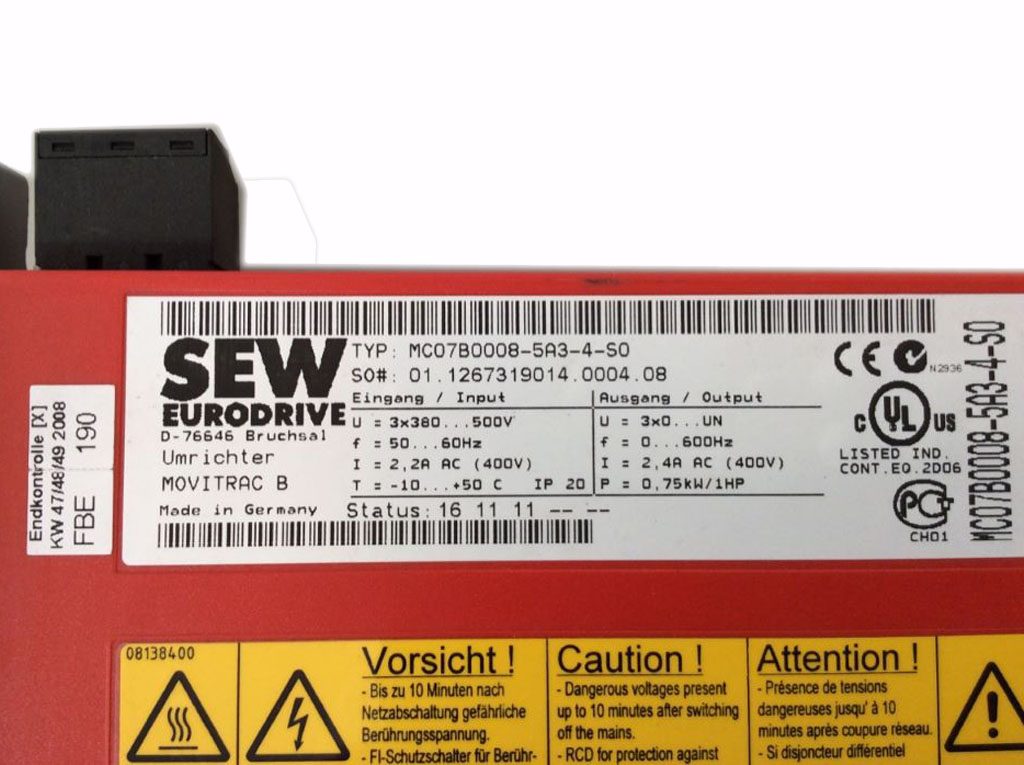 Endkontrolle [X]
KW 47/48/49 2008
FBE 190
SEW
EURODRIVE
D-76646 Bruchsal
Umrichter
MOVITRAC B
Made in Germany
TYP: MC07B0008-5A3-4-S0
SO#: 01.1267319014.0004.08
Eingang / Input
U = 3x380...500V
f = 50...60Hz
I = 2,2A AC (400V)
T = -10...+50 C IP 20
Ausgang / Output
U = 3x0...UN
f = 0...600Hz
I = 2,4A AC (400V)
P = 0,75kW/1HP
Status: 16 11 11 -- --
CE
N2936
C UL US
LISTED IND.
CONT.EQ.2D06
PCT
CH01
MC07B0008-5A3-4-S0
08138400
Vorsicht !
- Bis zu 10 Minuten nach
Netzabschaltung gefährliche
Berührungsspannung.
- FI-Schutzschalter für Berühr-
Caution !
- Dangerous voltages present
up to 10 minutes after switching
off the mains.
- RCD for protection against
Attention !
- Présence de tensions
dangereuses jusqu' à 10
minutes après coupure réseau.
- Si disjoncteur différentiel